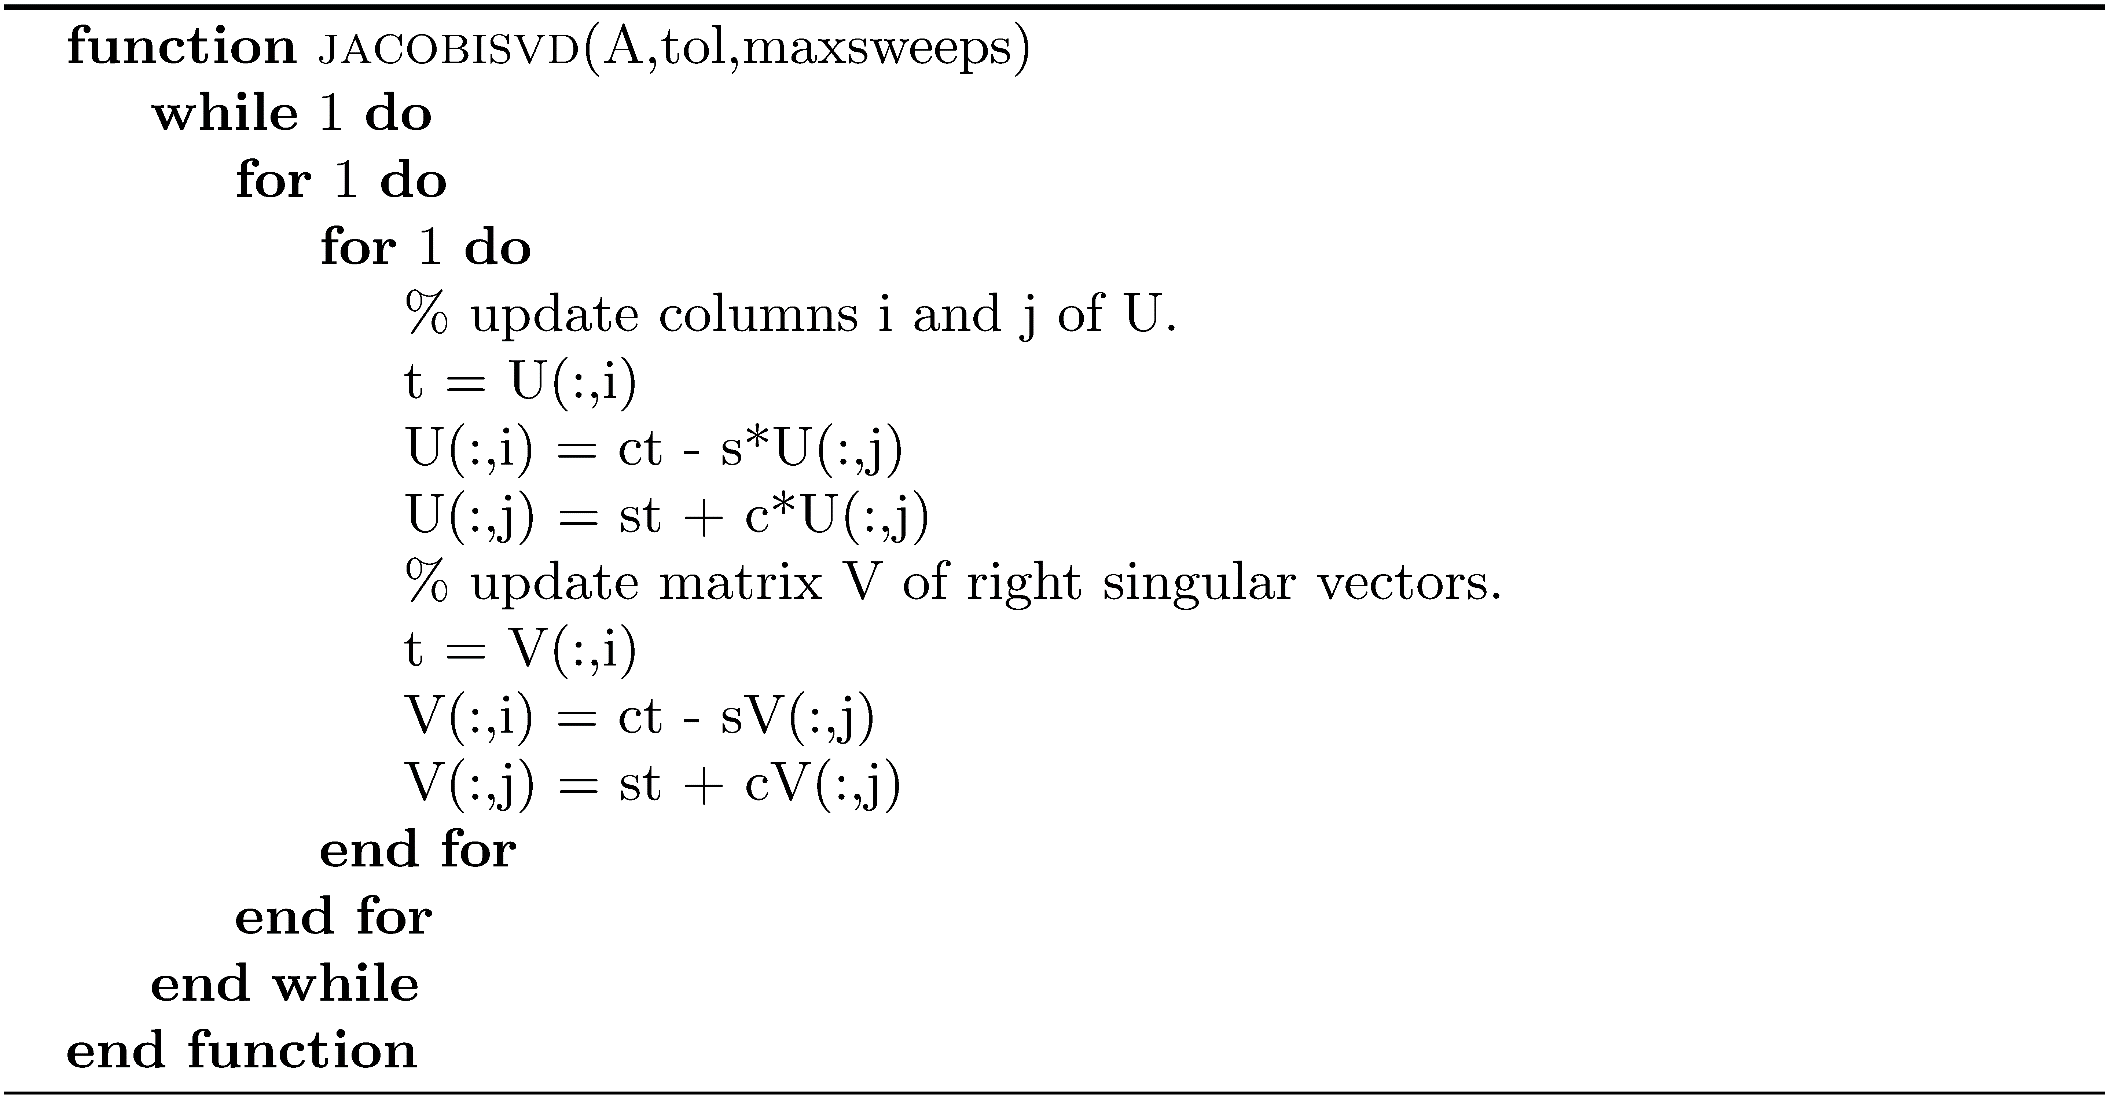 function JACOBISVD(A,tol,maxsweeps)
while 1 do
for 1 do
for 1 do
% update columns i and j of U.
t = U(:,i)
U(:,i) = ct - s*U(:,j)
U(:,j) = st + c*U(:,j)
% update matrix V of right singular vectors.
t = V(:,i)
V(:,i) = ct - sV(:,j)
V(:,j) = st + cV(:,j)
end for
end for
end while
end function